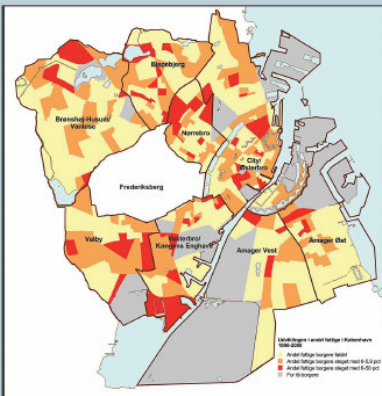 Bispebjerg
Brønshøj-Husum/
Vanløse
Nørrebro
City/
Østerbro
Frederiksberg
Valby
Vesterbro/
Kongens Enghave
Amager Vest
Amager Øst
Udviklingen i andel fattige i København
Andel fattige borgere faldet
Andel fattige borgere steget med 0-5,9 pct
Andel fattige borgere steget med 6-50 pct
For få borgere